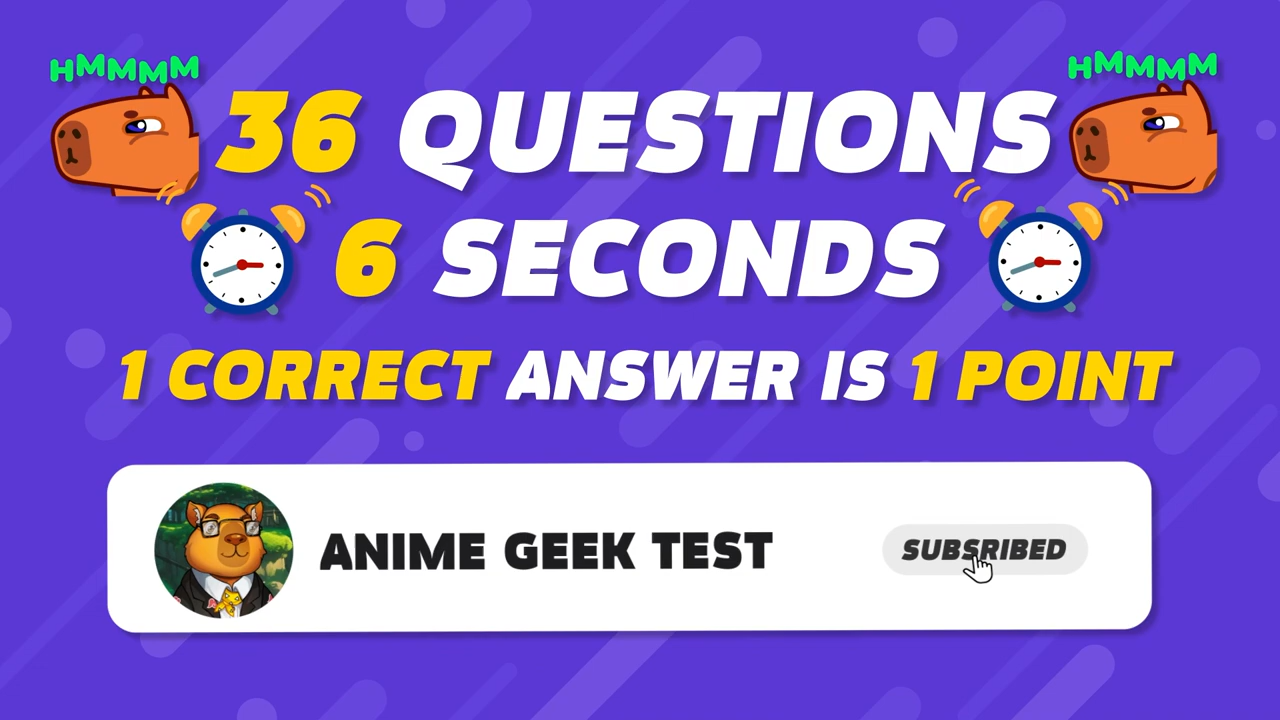 HMMMM
HMMMM
36 QUESTIONS
6 SECONDS
1 CORRECT ANSWER IS 1 POINT
ANIME GEEK TEST
SUBSRIBED